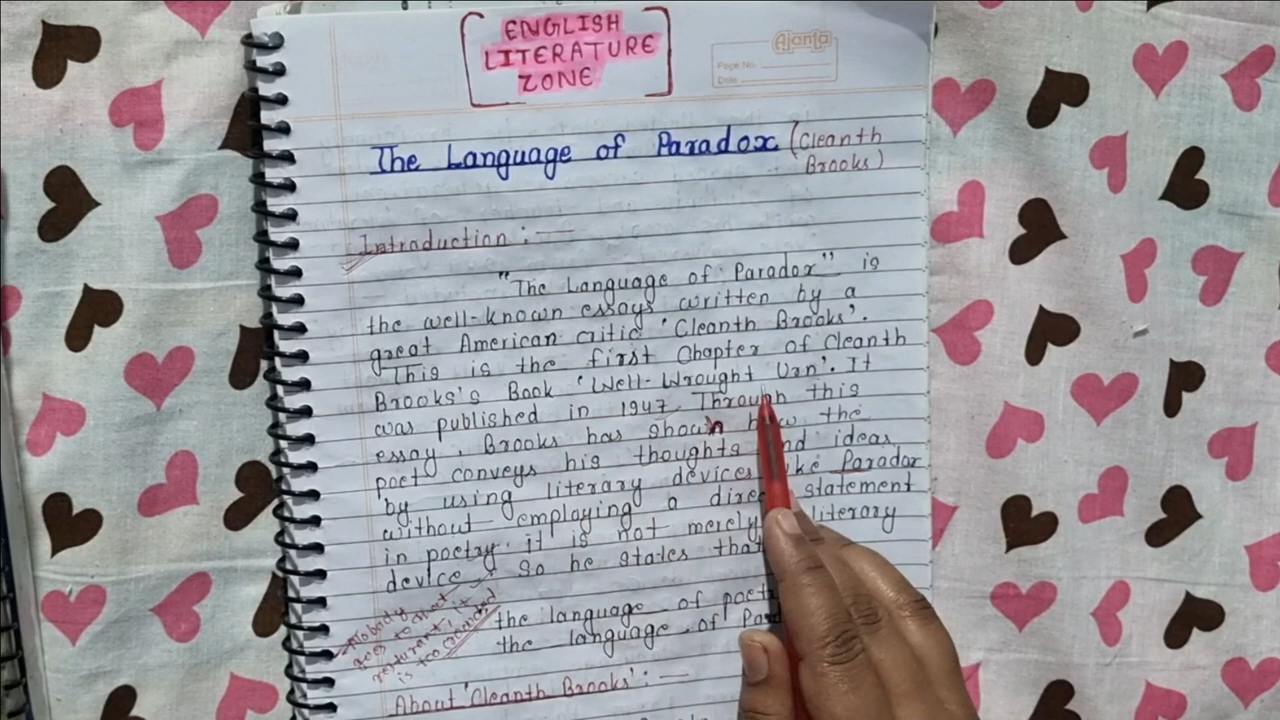 ENGLISH
LITERATURE
ZONE
Ajanta
Page No.
Date
The Language of Paradox (Cleanth
Brooks)
Introduction :—
"The Language of Paradox" is
the well-known essays written by a
great American critic 'Cleanth Brooks'.
This is the first Chapter of Cleanth
Brooks's Book 'Well-Wrought Urn'. It
was published in 1947. Through this
essay, Brooks has shown how the
poet conveys his thoughts and ideas
by using literary devices like Parador
without employing a direct statement
in poetry. it is not merely literary
device. So he states that
the language of poet
the language of Par
Nobody
goes to that
resturant, it
is too crowded
About 'Cleanth Brooks' :—